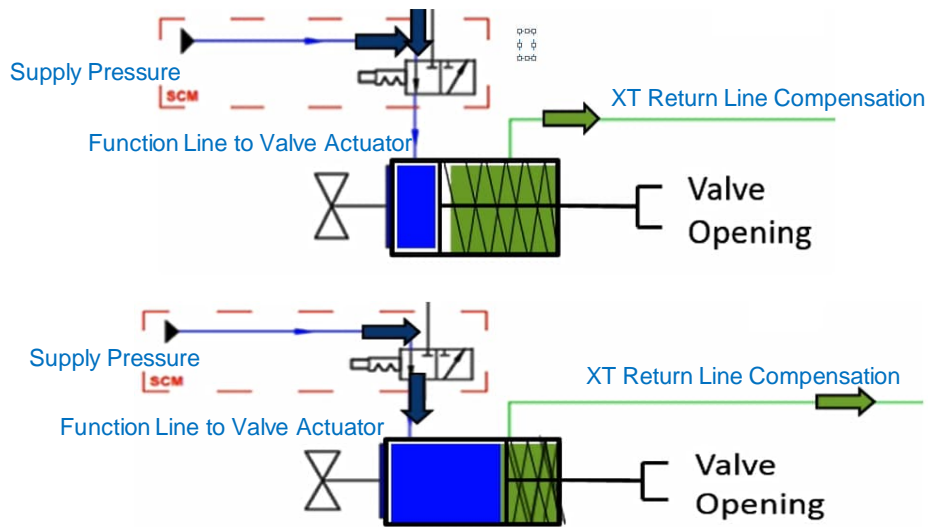 Supply Pressure
SCM
XT Return Line Compensation
Function Line to Valve Actuator
Valve
Opening
Supply Pressure
SCM
XT Return Line Compensation
Function Line to Valve Actuator
Valve
Opening